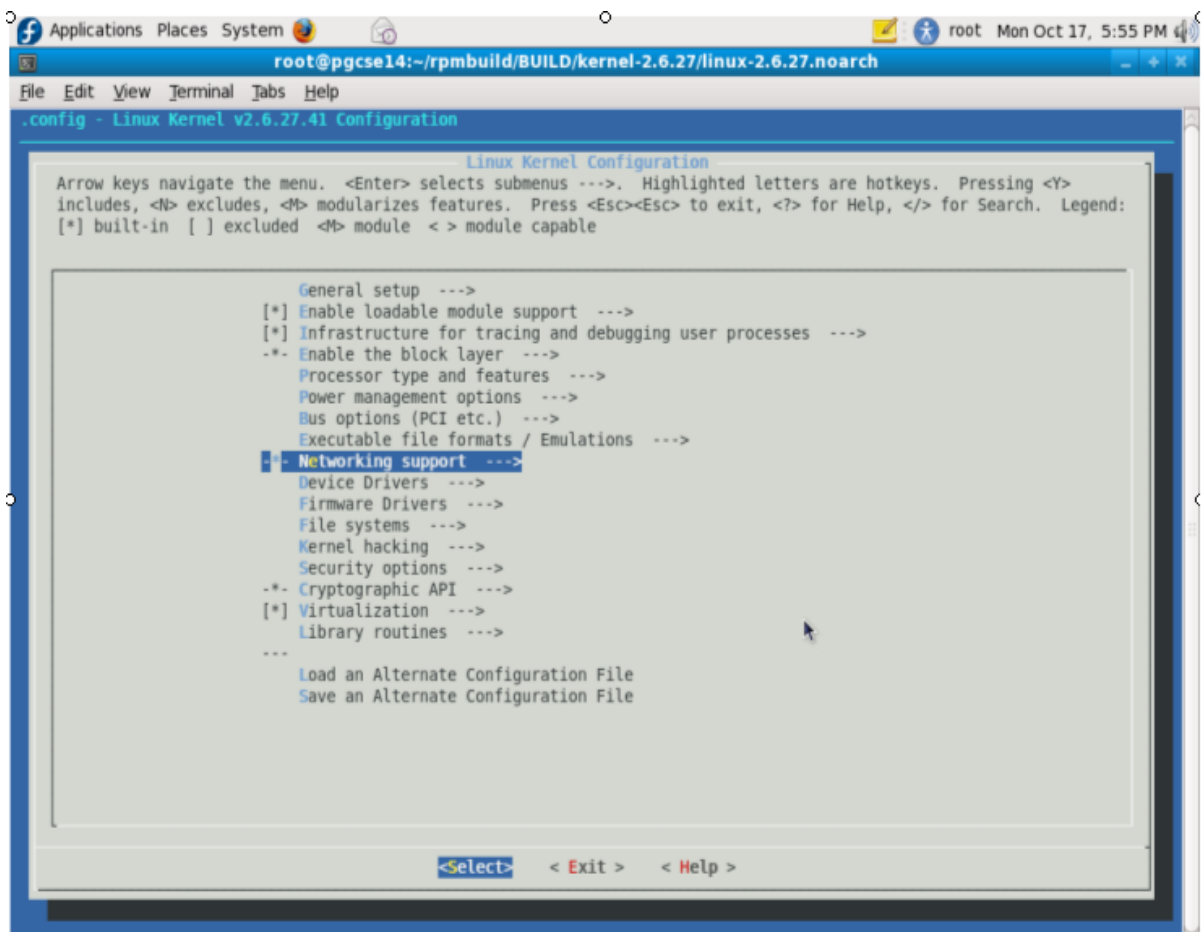 Applications Places System root Mon Oct 17, 5:55 PM
root@pgcse14:~/rpmbuild/BUILD/kernel-2.6.27/linux-2.6.27.noarch
File Edit View Terminal Tabs Help
.config - Linux Kernel v2.6.27.41 Configuration
Linux Kernel Configuration
Arrow keys navigate the menu. <Enter> selects submenus --->. Highlighted letters are hotkeys. Pressing <Y>
includes, <N> excludes, <M> modularizes features. Press <Esc><Esc> to exit, <?> for Help, </> for Search. Legend:
[*] built-in [ ] excluded <M> module < > module capable
General setup --->
[*] Enable loadable module support --->
[*] Infrastructure for tracing and debugging user processes --->
-*- Enable the block layer --->
Processor type and features --->
Power management options --->
Bus options (PCI etc.) --->
Executable file formats / Emulations --->
-*- Networking support --->
Device Drivers --->
Firmware Drivers --->
File systems --->
Kernel hacking --->
Security options --->
-*- Cryptographic API --->
[*] Virtualization --->
Library routines --->
---
Load an Alternate Configuration File
Save an Alternate Configuration File
<Select> < Exit > < Help >